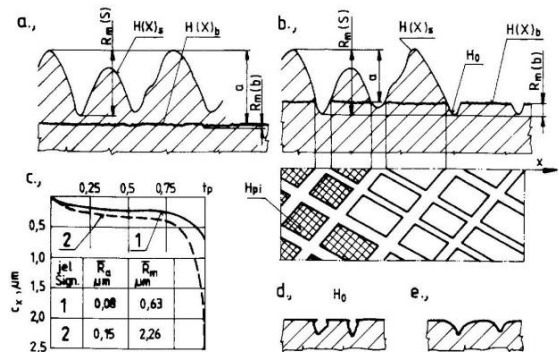 a.,
Rm(S)
H(X)s
H(X)b
a
Rm(b)
b.,
Rm(S)
a
H(X)s
H0
H(X)b
Rm(b)
x
Hpi
c.,
0,25 0,5 0,75 tp
0,5
1,0
1,5
2,0
2,5
cx, µm
2 1
jel Sign. R̄a µm R̄m µm
1 0,08 0,63
2 0,15 2,26
d., H0 e.,